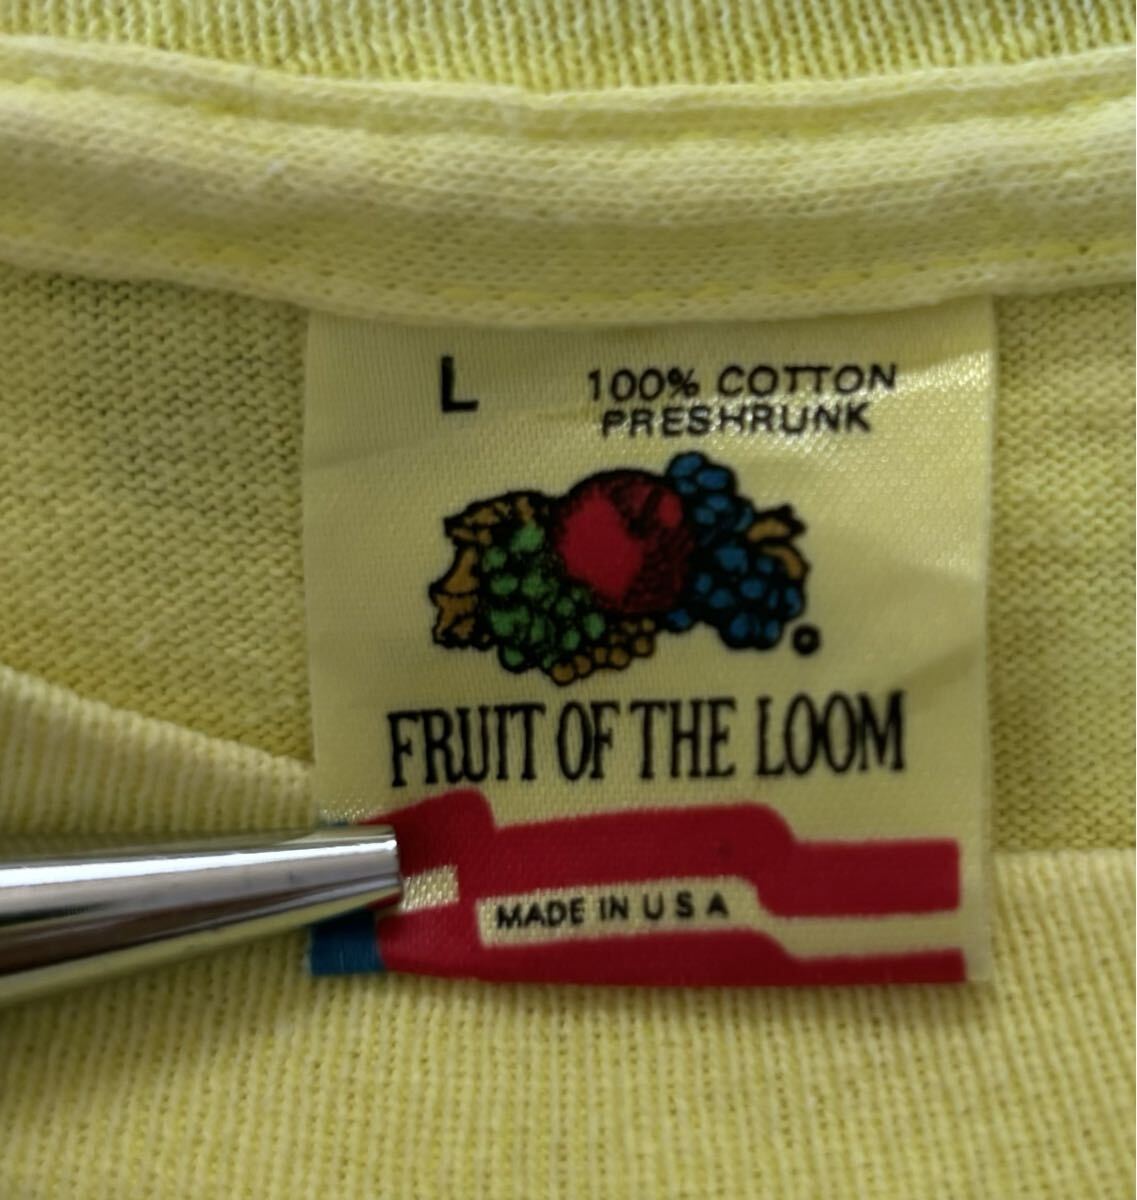 L
100% COTTON
PRESHRUNK
FRUIT OF THE LOOM
MADE IN U S A